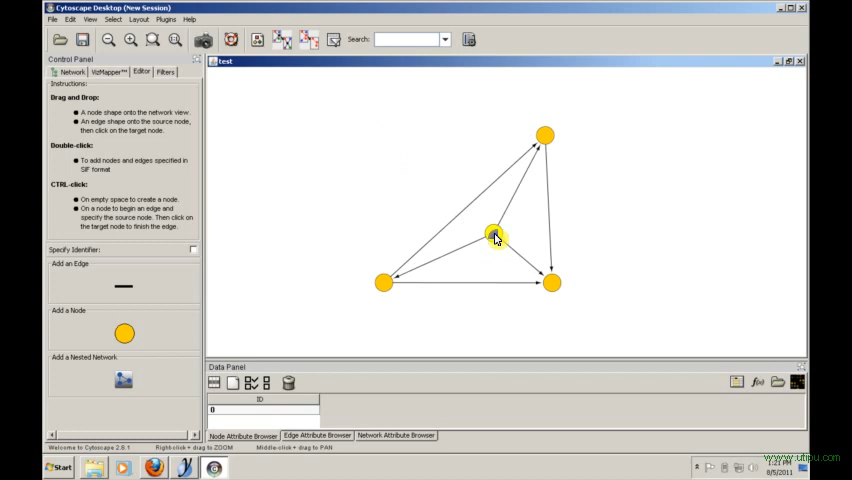 Cytoscape Desktop (New Session)
File Edit View Select Layout Plugins Help
Search:
Control Panel
Network VizMapper™ Editor Filters
test
Instructions:
Drag and Drop:
● A node shape onto the network view.
● An edge shape onto the source node, then click on the target node.
Double-click:
● To add nodes and edges specified in SIF format
CTRL-click:
● On empty space to create a node.
● On a node to begin an edge and specify the source node. Then click on the target node to finish the edge.
Specify Identifier:
Add an Edge
Add a Node
Add a Nested Network
Data Panel
f(x)
ID
0
Node Attribute Browser Edge Attribute Browser Network Attribute Browser
Welcome to Cytoscape 2.8.1 Right-click + drag to ZOOM Middle-click + drag to PAN
Start
1:21 PM
8/5/2011
www.utipu.com